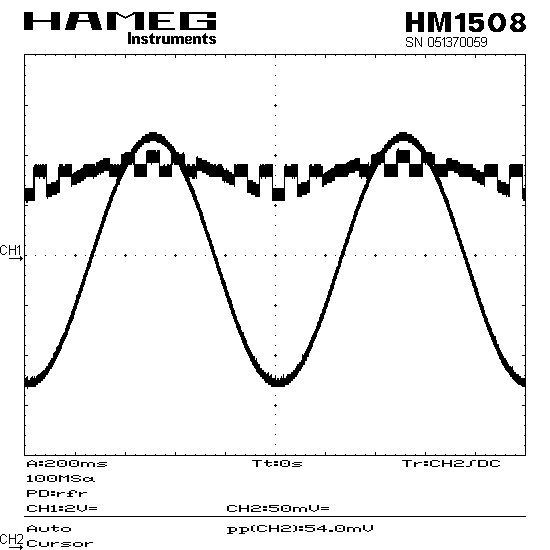 HAMEG
Instruments
HM1508
SN 051370059
CH1
A:200ms Tt:0s Tr:CH2∫DC
100MSa
PD:rfr
CH1:2V= CH2:50mV=
Auto pp(CH2):54.0mV
CH2
Cursor